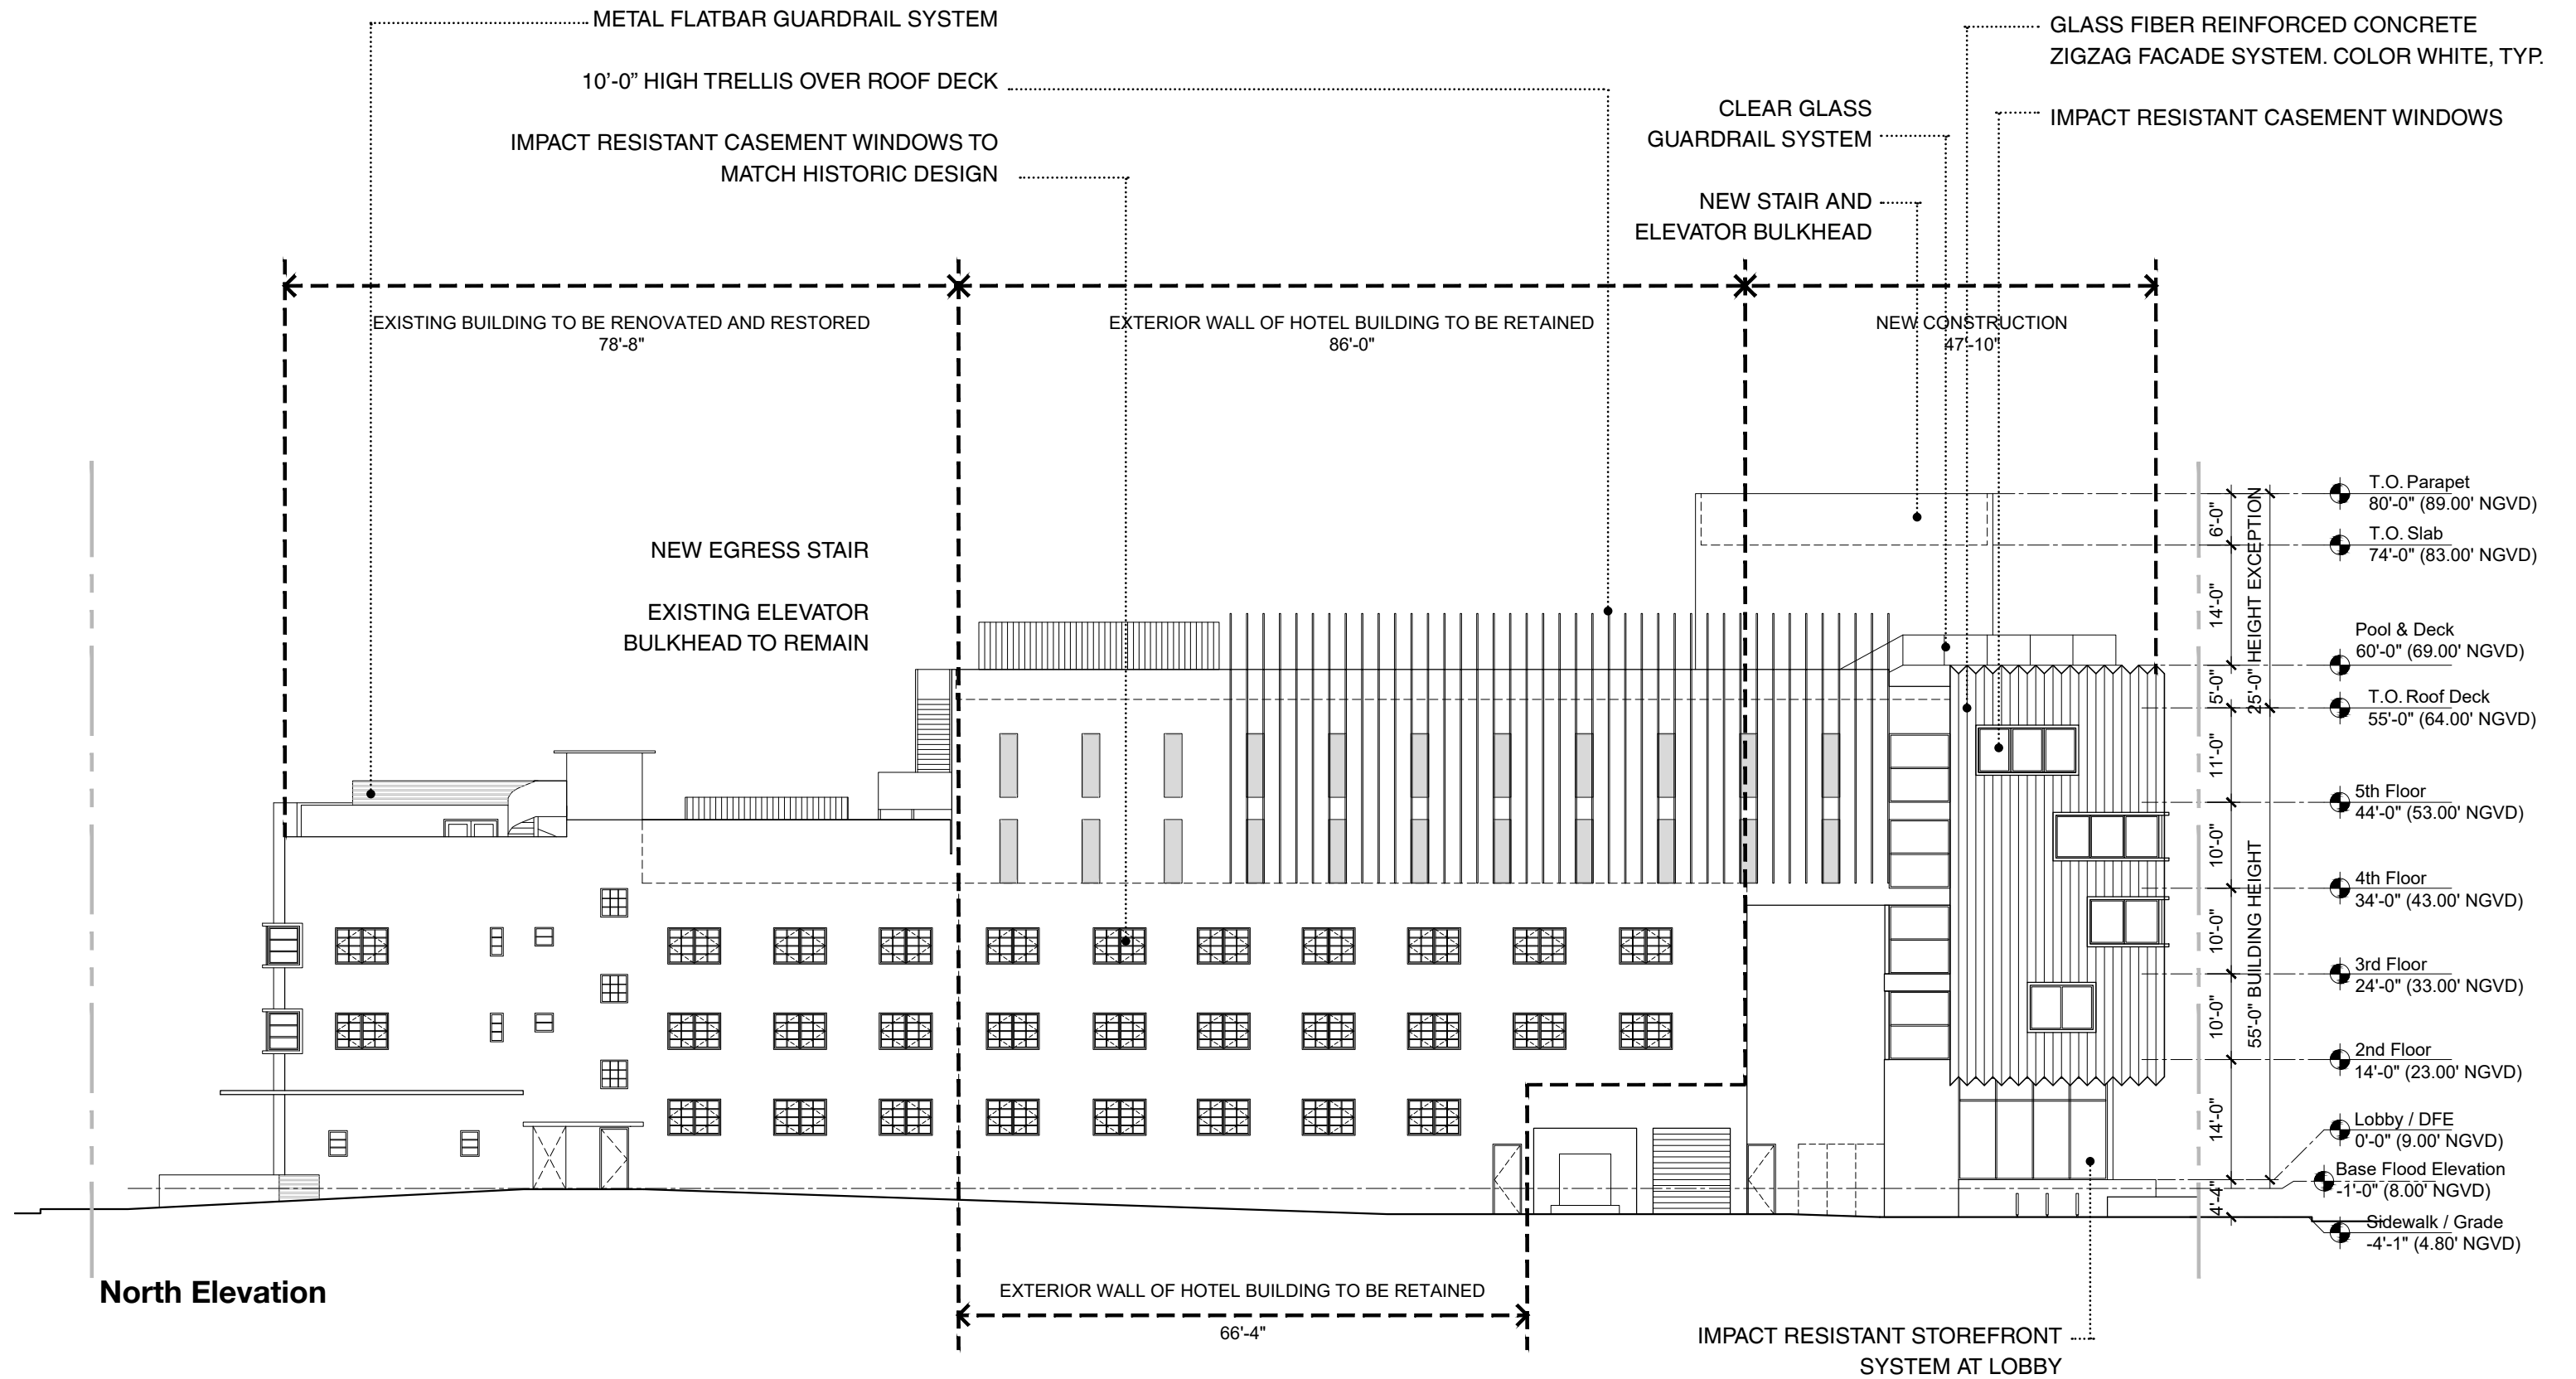 METAL FLATBAR GUARDRAIL SYSTEM
10’-0” HIGH TRELLIS OVER ROOF DECK
IMPACT RESISTANT CASEMENT WINDOWS TO
MATCH HISTORIC DESIGN
CLEAR GLASS
GUARDRAIL SYSTEM
NEW STAIR AND
ELEVATOR BULKHEAD
GLASS FIBER REINFORCED CONCRETE
ZIGZAG FACADE SYSTEM. COLOR WHITE, TYP.
IMPACT RESISTANT CASEMENT WINDOWS
EXISTING BUILDING TO BE RENOVATED AND RESTORED
78'-8"
EXTERIOR WALL OF HOTEL BUILDING TO BE RETAINED
86'-0"
NEW CONSTRUCTION
47'-10"
NEW EGRESS STAIR
EXISTING ELEVATOR
BULKHEAD TO REMAIN
6'-0"
14'-0"
5'-0"
11'-0"
10'-0"
10'-0"
10'-0"
14'-0"
4'-4"
25'-0" HEIGHT EXCEPTION
55'-0" BUILDING HEIGHT
T.O. Parapet
80'-0" (89.00' NGVD)
T.O. Slab
74'-0" (83.00' NGVD)
Pool & Deck
60'-0" (69.00' NGVD)
T.O. Roof Deck
55'-0" (64.00' NGVD)
5th Floor
44'-0" (53.00' NGVD)
4th Floor
34'-0" (43.00' NGVD)
3rd Floor
24'-0" (33.00' NGVD)
2nd Floor
14'-0" (23.00' NGVD)
Lobby / DFE
0'-0" (9.00' NGVD)
Base Flood Elevation
-1'-0" (8.00' NGVD)
Sidewalk / Grade
-4'-1" (4.80' NGVD)
North Elevation
EXTERIOR WALL OF HOTEL BUILDING TO BE RETAINED
66'-4"
IMPACT RESISTANT STOREFRONT
SYSTEM AT LOBBY